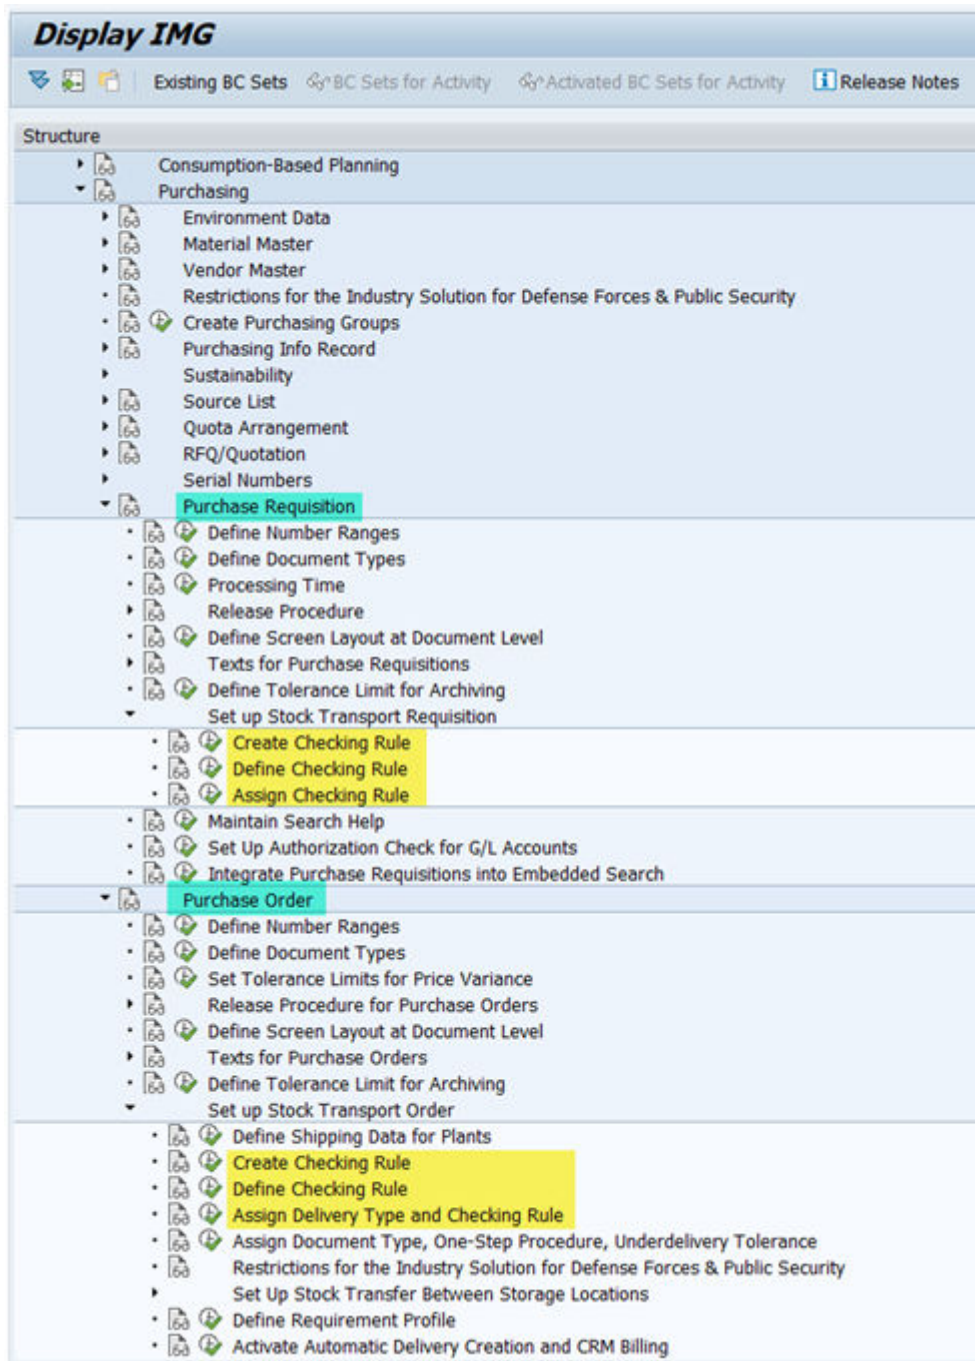 Display IMG
Existing BC Sets BC Sets for Activity Activated BC Sets for Activity Release Notes
Structure
Consumption-Based Planning
Purchasing
Environment Data
Material Master
Vendor Master
Restrictions for the Industry Solution for Defense Forces & Public Security
Create Purchasing Groups
Purchasing Info Record
Sustainability
Source List
Quota Arrangement
RFQ/Quotation
Serial Numbers
Purchase Requisition
Define Number Ranges
Define Document Types
Processing Time
Release Procedure
Define Screen Layout at Document Level
Texts for Purchase Requisitions
Define Tolerance Limit for Archiving
Set up Stock Transport Requisition
Create Checking Rule
Define Checking Rule
Assign Checking Rule
Maintain Search Help
Set Up Authorization Check for G/L Accounts
Integrate Purchase Requisitions into Embedded Search
Purchase Order
Define Number Ranges
Define Document Types
Set Tolerance Limits for Price Variance
Release Procedure for Purchase Orders
Define Screen Layout at Document Level
Texts for Purchase Orders
Define Tolerance Limit for Archiving
Set up Stock Transport Order
Define Shipping Data for Plants
Create Checking Rule
Define Checking Rule
Assign Delivery Type and Checking Rule
Assign Document Type, One-Step Procedure, Underdelivery Tolerance
Restrictions for the Industry Solution for Defense Forces & Public Security
Set Up Stock Transfer Between Storage Locations
Define Requirement Profile
Activate Automatic Delivery Creation and CRM Billing